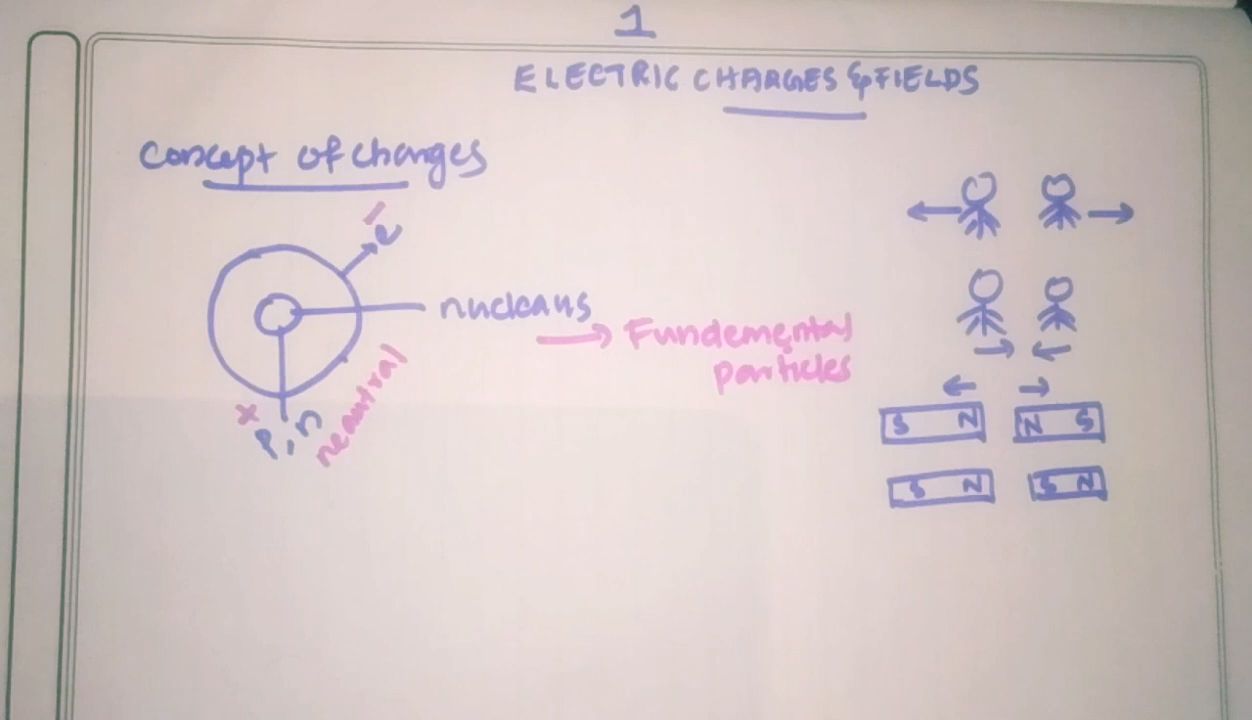 1
ELECTRIC CHARGES & FIELDS
Concept of changes
e-
nucleaus
→ Fundemental
particles
+
P, n
neautral
S N N S
S N S N